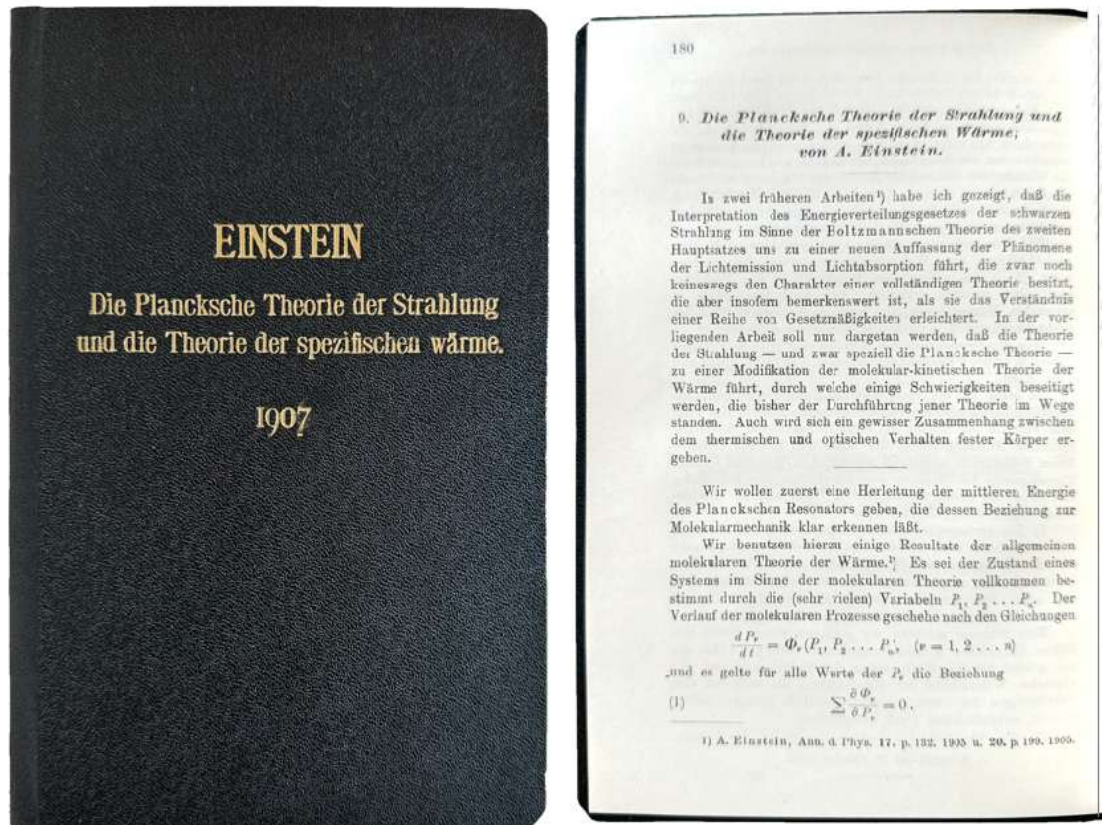 EINSTEIN
Die Plancksche Theorie der Strahlung
und die Theorie der spezifischen wärme.
1907
180
9. Die Plancksche Theorie der Strahlung und
die Theorie der spezifischen Wärme;
von A. Einstein.
In zwei früheren Arbeiten¹) habe ich gezeigt, daß die
Interpretation des Energieverteilungsgesetzes der schwarzen
Strahlung im Sinne der Boltzmannschen Theorie des zweiten
Hauptsatzes uns zu einer neuen Auffassung der Phänomene
der Lichtemission und Lichtabsorption führt, die zwar noch
keineswegs den Charakter einer vollständigen Theorie besitzt,
die aber insofern bemerkenswert ist, als sie das Verständnis
einer Reihe von Gesetzmäßigkeiten erleichtert. In der vor-
liegenden Arbeit soll nun dargetan werden, daß die Theorie
der Strahlung — und zwar speziell die Plancksche Theorie —
zu einer Modifikation der molekular-kinetischen Theorie der
Wärme führt, durch welche einige Schwierigkeiten beseitigt
werden, die bisher der Durchführung jener Theorie im Wege
standen. Auch wird sich ein gewisser Zusammenhang zwischen
dem thermischen und optischen Verhalten fester Körper er-
geben.
Wir wollen zuerst eine Herleitung der mittleren Energie
des Planckschen Resonators geben, die dessen Beziehung zur
Molekularmechanik klar erkennen läßt.
Wir benutzen hierzu einige Resultate der allgemeinen
molekularen Theorie der Wärme.¹) Es sei der Zustand eines
Systems im Sinne der molekularen Theorie vollkommen be-
stimmt durch die (sehr vielen) Variabeln P₁, P₂ . . . Pₙ. Der
Verlauf der molekularen Prozesse geschehe nach den Gleichungen
dPᵥ/dt = Φᵥ(P₁, P₂ . . . Pₙ), (ν = 1, 2 . . . n)
und es gelte für alle Werte der Pᵥ die Beziehung
(1) ∑ ∂Φᵥ/∂Pᵥ = 0.
1) A. Einstein, Ann. d. Phys. 17. p. 132. 1905 u. 20. p. 199. 1905.